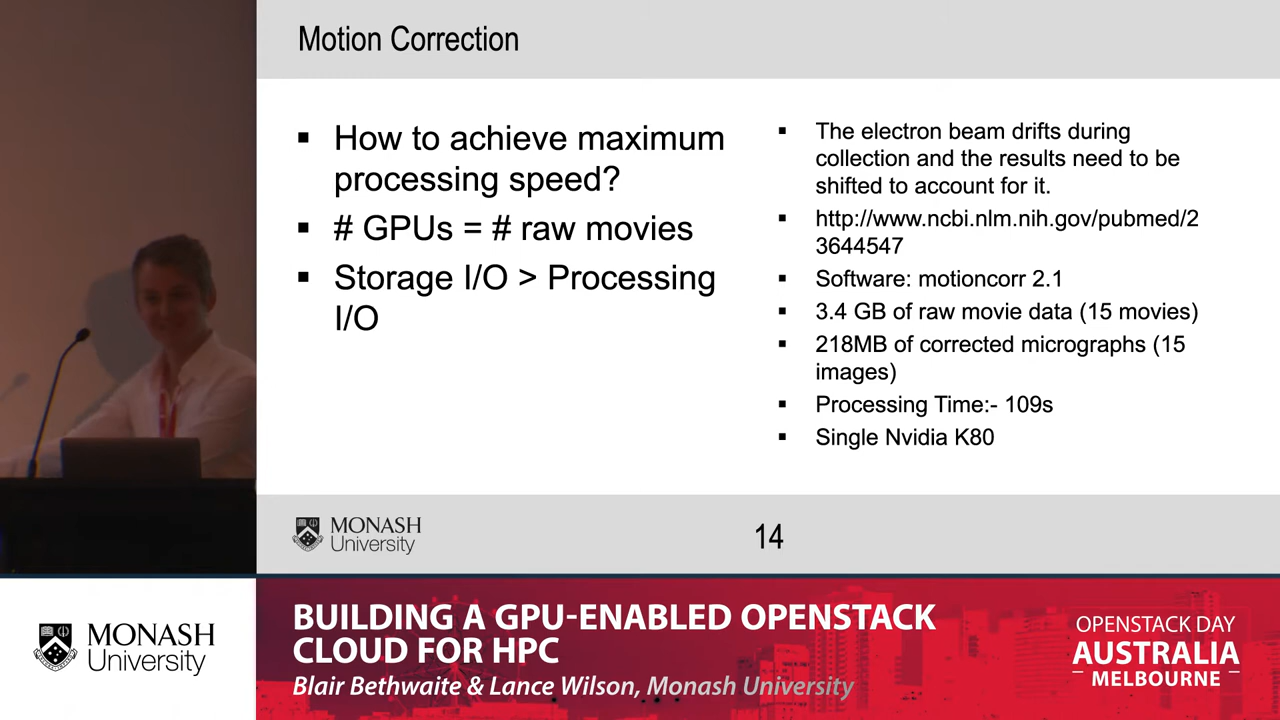 Motion Correction
▪ How to achieve maximum
processing speed?
▪ # GPUs = # raw movies
▪ Storage I/O > Processing
I/O
▪ The electron beam drifts during
collection and the results need to be
shifted to account for it.
▪ http://www.ncbi.nlm.nih.gov/pubmed/2
3644547
▪ Software: motioncorr 2.1
▪ 3.4 GB of raw movie data (15 movies)
▪ 218MB of corrected micrographs (15
images)
▪ Processing Time:- 109s
▪ Single Nvidia K80
MONASH
University
14
MONASH
University
BUILDING A GPU-ENABLED OPENSTACK
CLOUD FOR HPC
Blair Bethwaite & Lance Wilson, Monash University
OPENSTACK DAY
AUSTRALIA
MELBOURNE